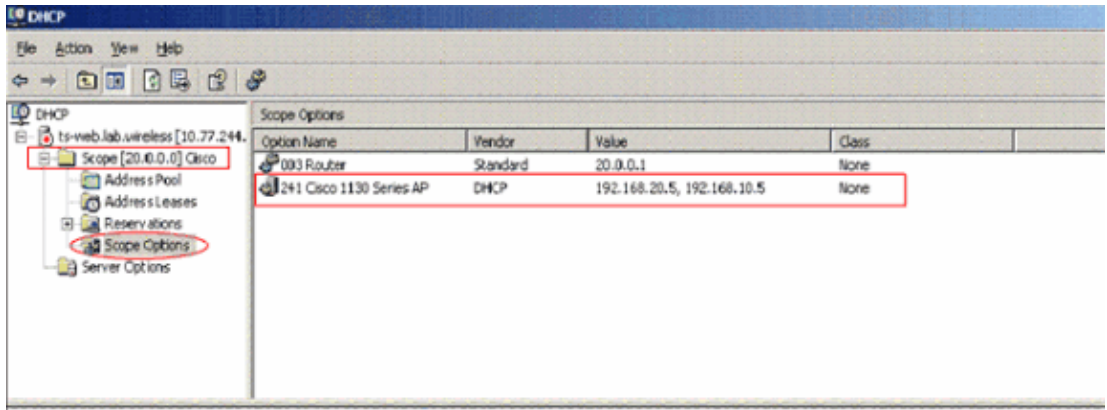 DHCP
File Action View Help
DHCP
ts-web.lab.wireless [10.77.244.
Scope [20.0.0.0] Cisco
Address Pool
Address Leases
Reservations
Scope Options
Server Options
Scope Options
Option Name Vendor Value Class
003 Router Standard 20.0.0.1 None
241 Cisco 1130 Series AP DHCP 192.168.20.5, 192.168.10.5 None